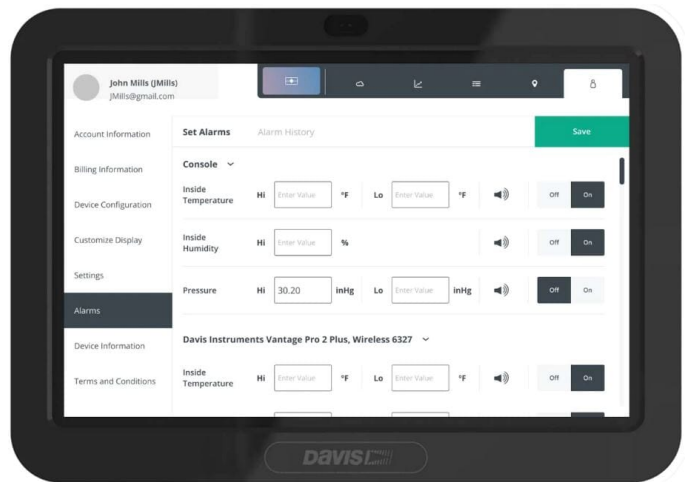 John Mills (JMills)
JMills@gmail.com
Account Information
Billing Information
Device Configuration
Customize Display
Settings
Alarms
Device Information
Terms and Conditions
Set Alarms Alarm History Save
Console
Inside Temperature Hi Enter Value °F Lo Enter Value °F Off On
Inside Humidity Hi Enter Value % Off On
Pressure Hi 30.20 inHg Lo Enter Value inHg Off On
Davis Instruments Vantage Pro 2 Plus, Wireless 6327
Inside Temperature Hi Enter Value °F Lo Enter Value °F Off On
DAVIS